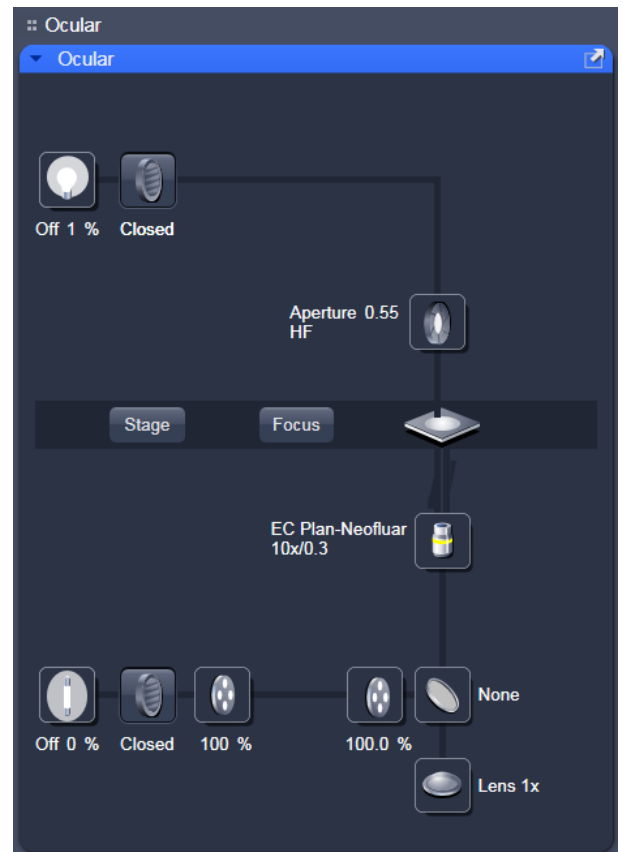 Ocular
Ocular
Off 1 %
Closed
Aperture 0.55
HF
Stage
Focus
EC Plan-Neofluar
10x/0.3
None
Off 0 %
Closed
100 %
100.0 %
Lens 1x